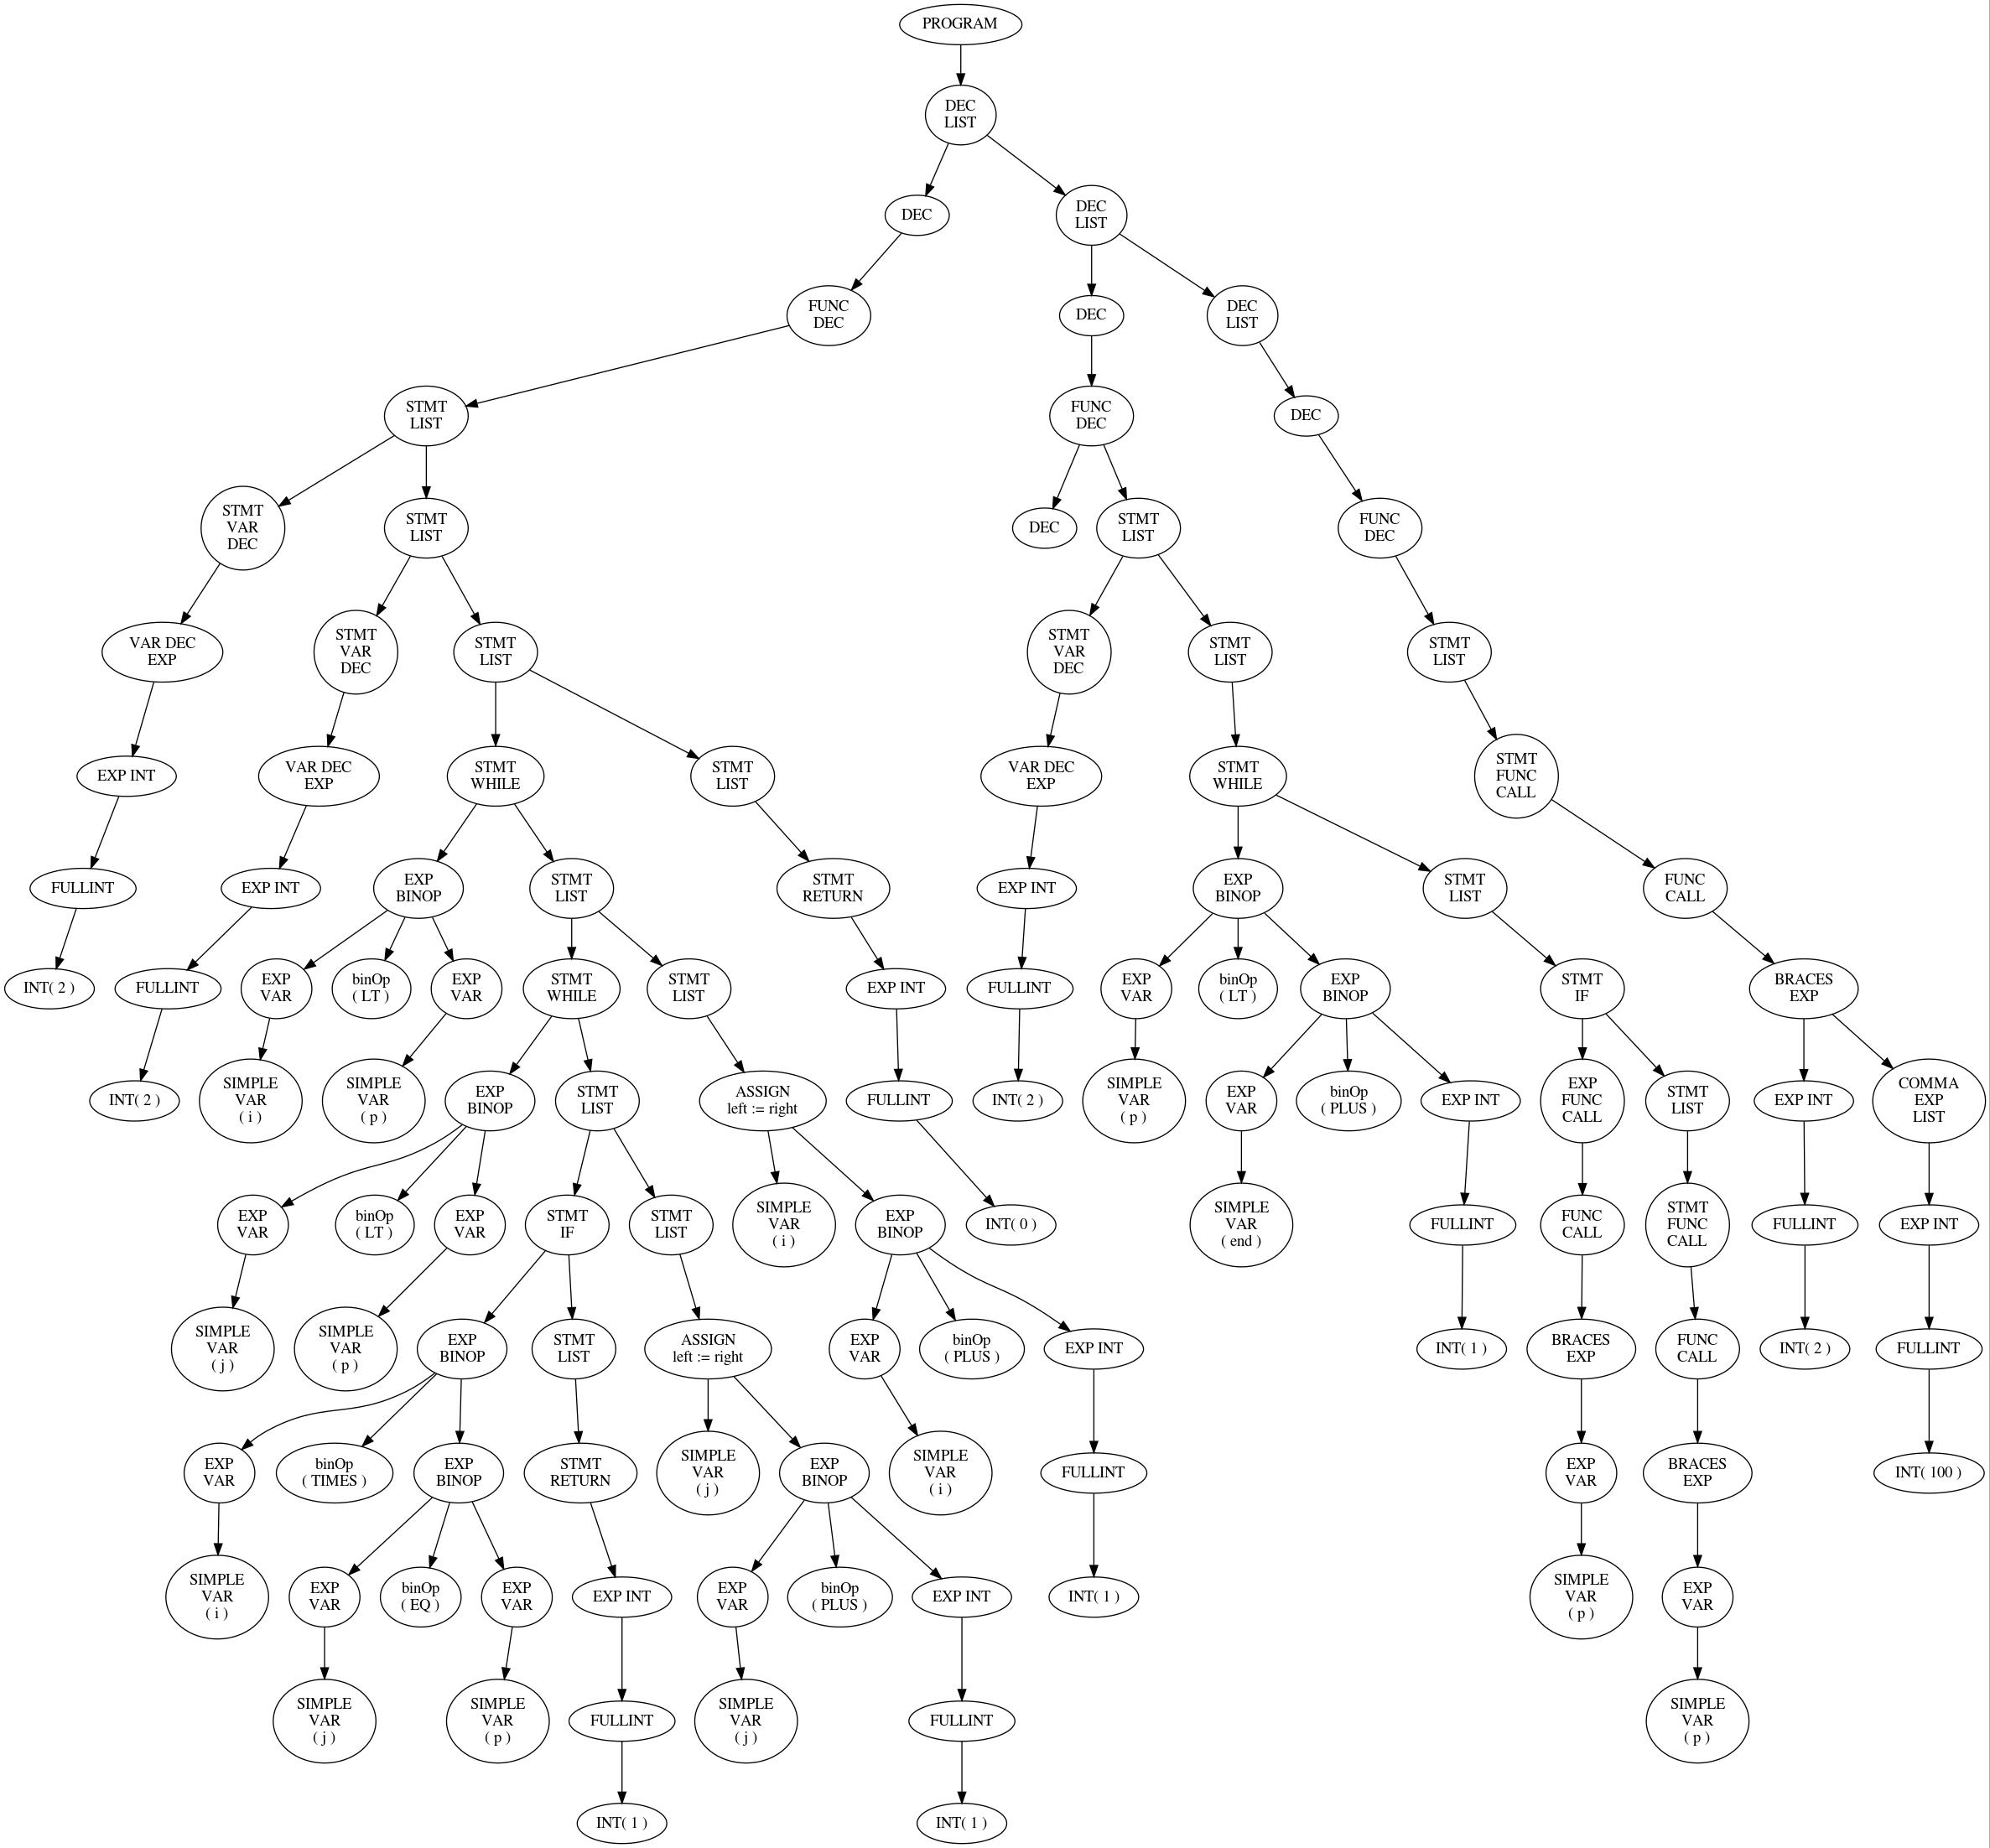 PROGRAM
DEC
LIST
DEC
DEC
LIST
FUNC
DEC
DEC
DEC
LIST
STMT
LIST
FUNC
DEC
DEC
STMT
VAR
DEC
STMT
LIST
DEC
STMT
LIST
FUNC
DEC
VAR DEC
EXP
STMT
VAR
DEC
STMT
LIST
STMT
VAR
DEC
STMT
LIST
STMT
LIST
EXP INT
VAR DEC
EXP
STMT
WHILE
STMT
LIST
VAR DEC
EXP
STMT
WHILE
STMT
FUNC
CALL
FULLINT
EXP INT
EXP
BINOP
STMT
LIST
STMT
RETURN
EXP INT
EXP
BINOP
STMT
LIST
FUNC
CALL
INT( 2 )
FULLINT
EXP
VAR
binOp
( LT )
EXP
VAR
STMT
WHILE
STMT
LIST
EXP INT
FULLINT
EXP
VAR
binOp
( LT )
EXP
BINOP
STMT
IF
BRACES
EXP
INT( 2 )
SIMPLE
VAR
( i )
SIMPLE
VAR
( p )
EXP
BINOP
STMT
LIST
ASSIGN
left := right
FULLINT
INT( 2 )
SIMPLE
VAR
( p )
EXP
VAR
binOp
( PLUS )
EXP INT
EXP
FUNC
CALL
STMT
LIST
EXP INT
COMMA
EXP
LIST
EXP
VAR
binOp
( LT )
EXP
VAR
STMT
IF
STMT
LIST
SIMPLE
VAR
( i )
EXP
BINOP
INT( 0 )
SIMPLE
VAR
( end )
FULLINT
FUNC
CALL
STMT
FUNC
CALL
FULLINT
EXP INT
SIMPLE
VAR
( j )
SIMPLE
VAR
( p )
EXP
BINOP
STMT
LIST
ASSIGN
left := right
EXP
VAR
binOp
( PLUS )
EXP INT
INT( 1 )
BRACES
EXP
FUNC
CALL
INT( 2 )
FULLINT
EXP
VAR
binOp
( TIMES )
EXP
BINOP
STMT
RETURN
SIMPLE
VAR
( j )
EXP
BINOP
SIMPLE
VAR
( i )
FULLINT
EXP
VAR
BRACES
EXP
INT( 100 )
SIMPLE
VAR
( i )
EXP
VAR
binOp
( EQ )
EXP
VAR
EXP INT
EXP
VAR
binOp
( PLUS )
EXP INT
INT( 1 )
SIMPLE
VAR
( p )
EXP
VAR
SIMPLE
VAR
( j )
SIMPLE
VAR
( p )
FULLINT
SIMPLE
VAR
( j )
FULLINT
SIMPLE
VAR
( p )
INT( 1 )
INT( 1 )